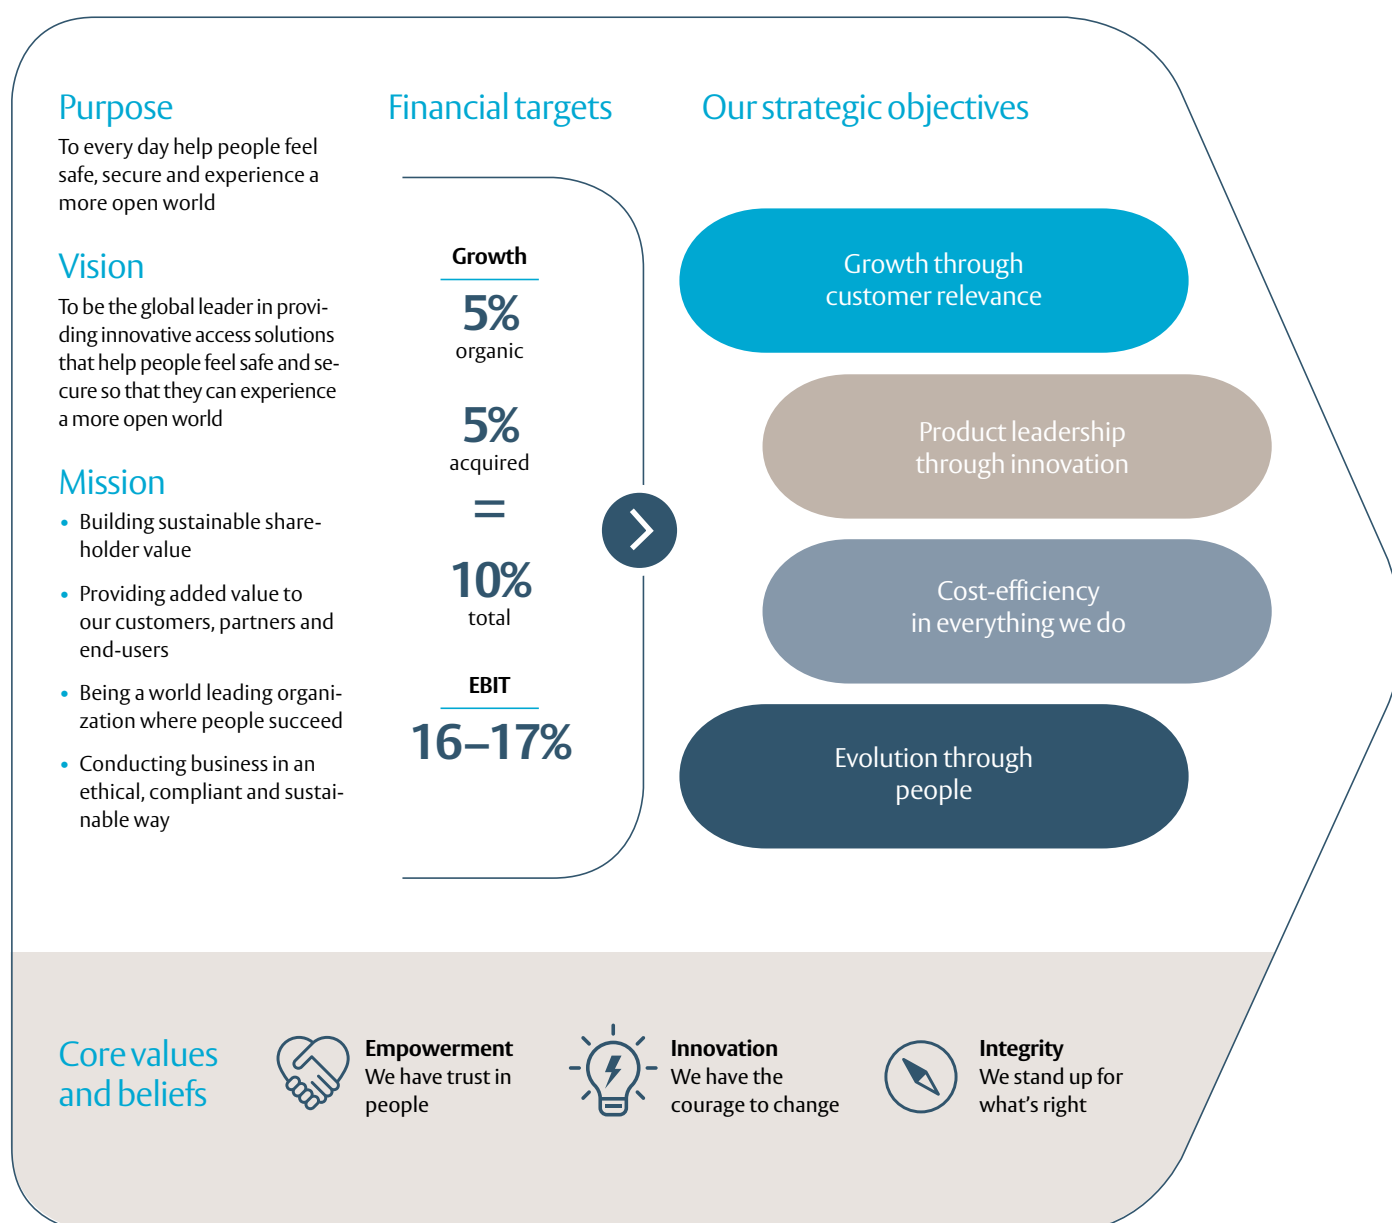 Purpose
To every day help people feel
safe, secure and experience a
more open world
Vision
To be the global leader in provi-
ding innovative access solutions
that help people feel safe and se-
cure so that they can experience
a more open world
Mission
• Building sustainable share-
holder value
• Providing added value to
our customers, partners and
end-users
• Being a world leading organi-
zation where people succeed
• Conducting business in an
ethical, compliant and sustai-
nable way
Financial targets
Growth
5%
organic
5%
acquired
=
10%
total
EBIT
16–17%
Our strategic objectives
Growth through
customer relevance
Product leadership
through innovation
Cost-efficiency
in everything we do
Evolution through
people
Core values
and beliefs
Empowerment
We have trust in
people
Innovation
We have the
courage to change
Integrity
We stand up for
what's right